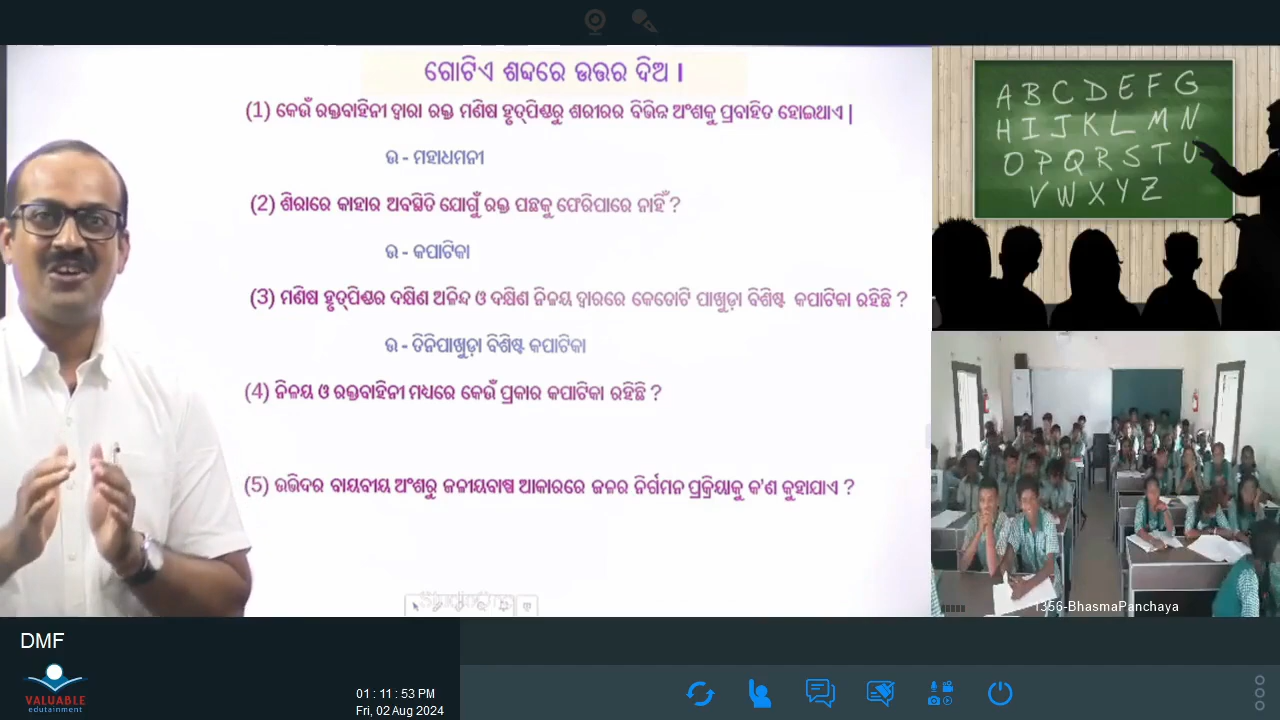 ଗୋଟିଏ ଶବ୍ଦରେ ଉତ୍ତର ଦିଅ ।
(1) କେଉଁ ରକ୍ତବାହିନୀ ଦ୍ୱାରା ରକ୍ତ ମଣିଷ ହୃତ୍‌ପିଣ୍ଡରୁ ଶରୀରର ବିଭିନ୍ନ ଅଂଶକୁ ପ୍ରବାହିତ ହୋଇଥାଏ |
ଉ - ମହାଧମନୀ
(2) ଶିରାରେ କାହାର ଅବସ୍ଥିତି ଯୋଗୁଁ ରକ୍ତ ପଛକୁ ଫେରିପାରେ ନାହିଁ ?
ଉ - କପାଟିକା
(3) ମଣିଷ ହୃତ୍‌ପିଣ୍ଡର ଦକ୍ଷିଣ ଅଳିନ୍ଦ ଓ ଦକ୍ଷିଣ ନିଳୟ ଦ୍ୱାରରେ କେତୋଟି ପାଖୁଡ଼ା ବିଶିଷ୍ଟ କପାଟିକା ରହିଛି ?
ଉ - ତିନିପାଖୁଡ଼ା ବିଶିଷ୍ଟ କପାଟିକା
(4) ନିଳୟ ଓ ରକ୍ତବାହିନୀ ମଧ୍ୟରେ କେଉଁ ପ୍ରକାର କପାଟିକା ରହିଛି ?
(5) ଉଦ୍ଭିଦର ବାୟବୀୟ ଅଂଶରୁ ଜଳୀୟବାଷ୍ପ ଆକାରରେ ଜଳର ନିର୍ଗମନ ପ୍ରକ୍ରିୟାକୁ କ'ଣ କୁହାଯାଏ ?
A B C D E F G
H I J K L M N
O P Q R S T U
V W X Y Z
1356-BhasmaPanchaya
DMF
VALUABLE
edutainment
01 : 11 : 53 PM
Fri, 02 Aug 2024